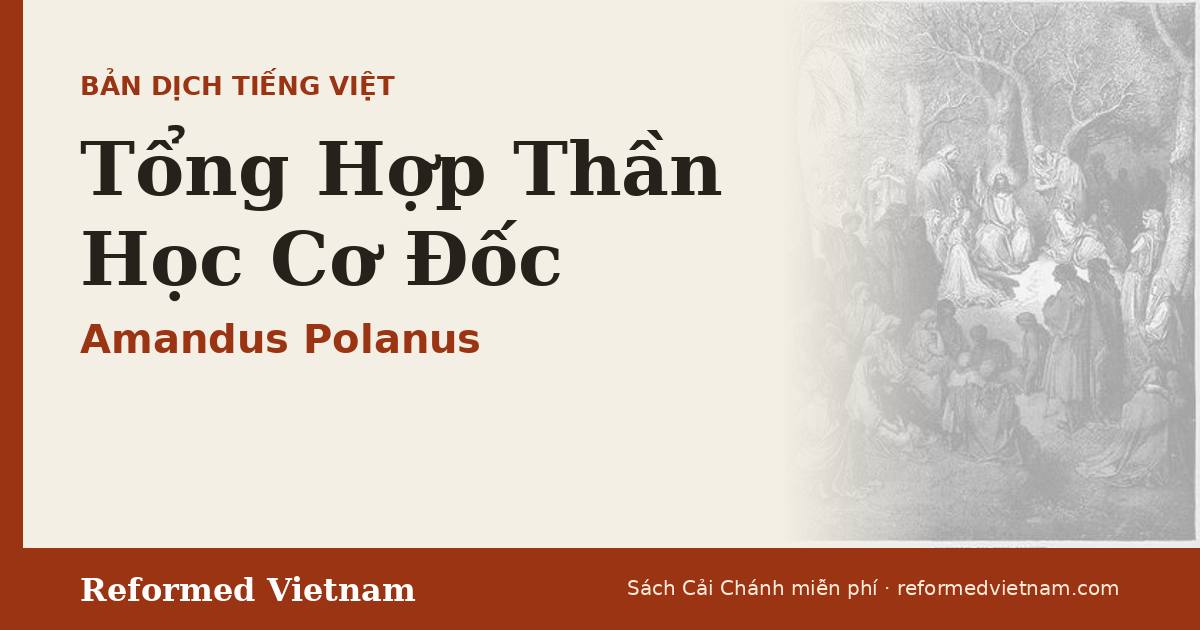 BẢN DỊCH TIẾNG VIỆT
Tổng Hợp Thần
Học Cơ Đốc
Amandus Polanus
Reformed Vietnam
Sách Cải Chánh miễn phí · reformedvietnam.com